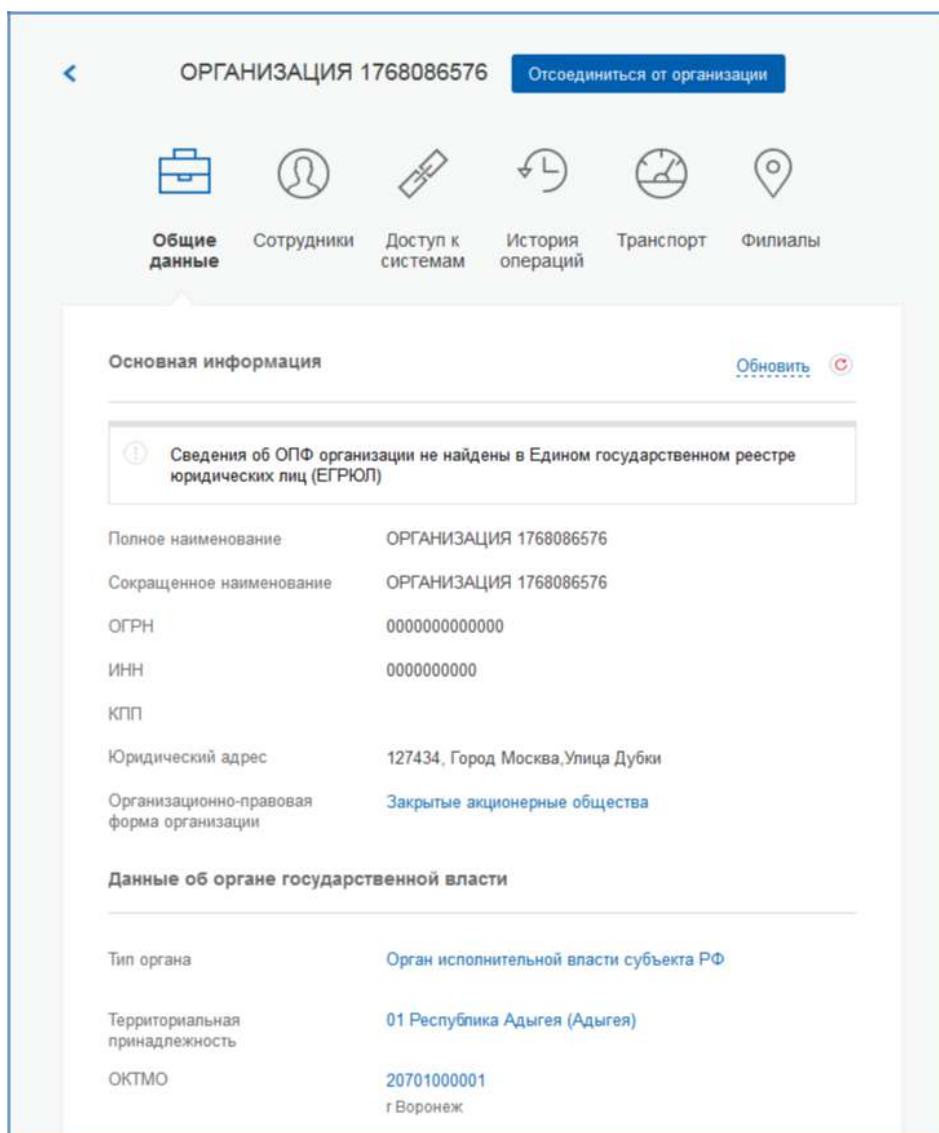 ОРГАНИЗАЦИЯ 1768086576
Отсоединиться от организации
Общие данные
Сотрудники
Доступ к системам
История операций
Транспорт
Филиалы
Основная информация
Обновить
Сведения об ОПФ организации не найдены в Едином государственном реестре
юридических лиц (ЕГРЮЛ)
Полное наименование ОРГАНИЗАЦИЯ 1768086576
Сокращенное наименование ОРГАНИЗАЦИЯ 1768086576
ОГРН 0000000000000
ИНН 0000000000
КПП
Юридический адрес 127434, Город Москва,Улица Дубки
Организационно-правовая
форма организации
Закрытые акционерные общества
Данные об органе государственной власти
Тип органа Орган исполнительной власти субъекта РФ
Территориальная
принадлежность
01 Республика Адыгея (Адыгея)
ОКТМО 20701000001
г Воронеж